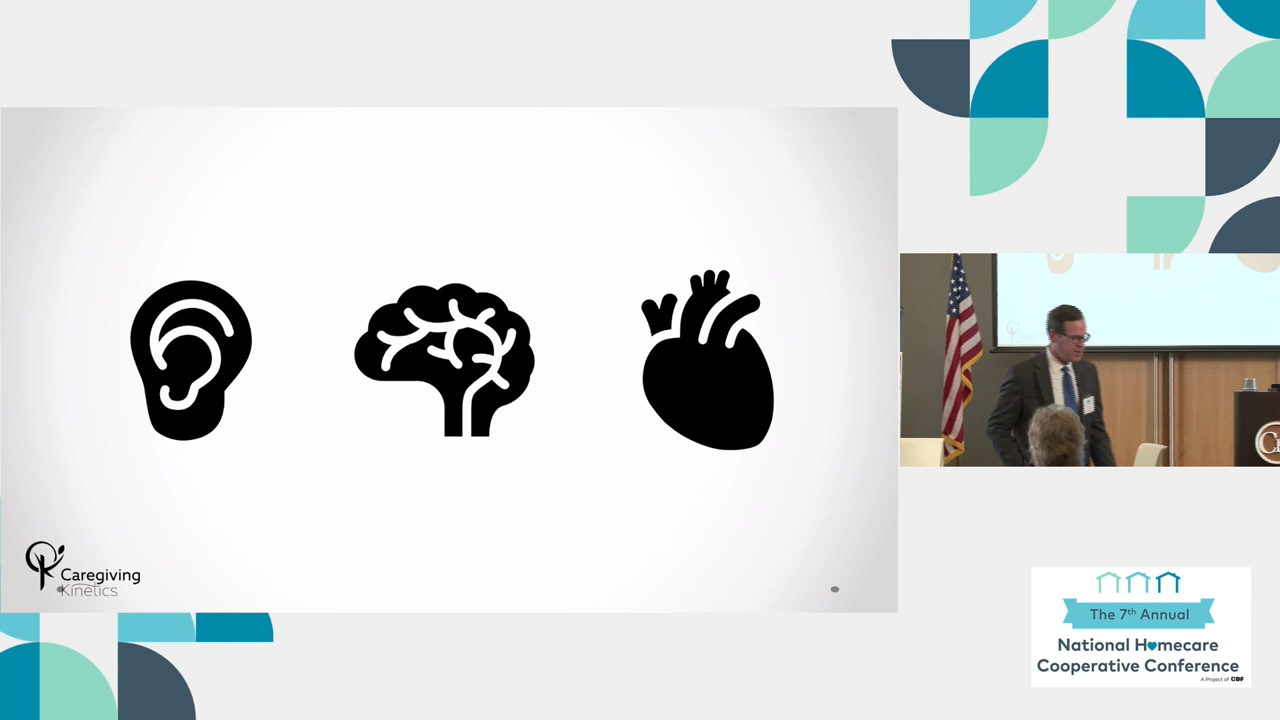 Caregiving
Kinetics
The 7th Annual
National Homecare
Cooperative Conference
A Project of CDF